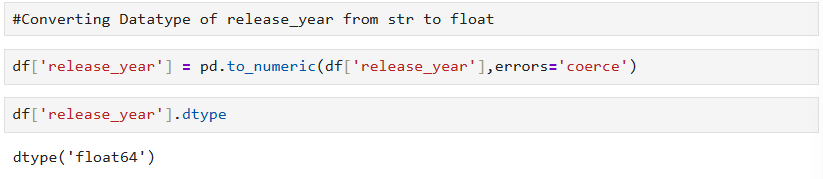 #Converting Datatype of release_year from str to float
df['release_year'] = pd.to_numeric(df['release_year'],errors='coerce')
df['release_year'].dtype
dtype('float64')